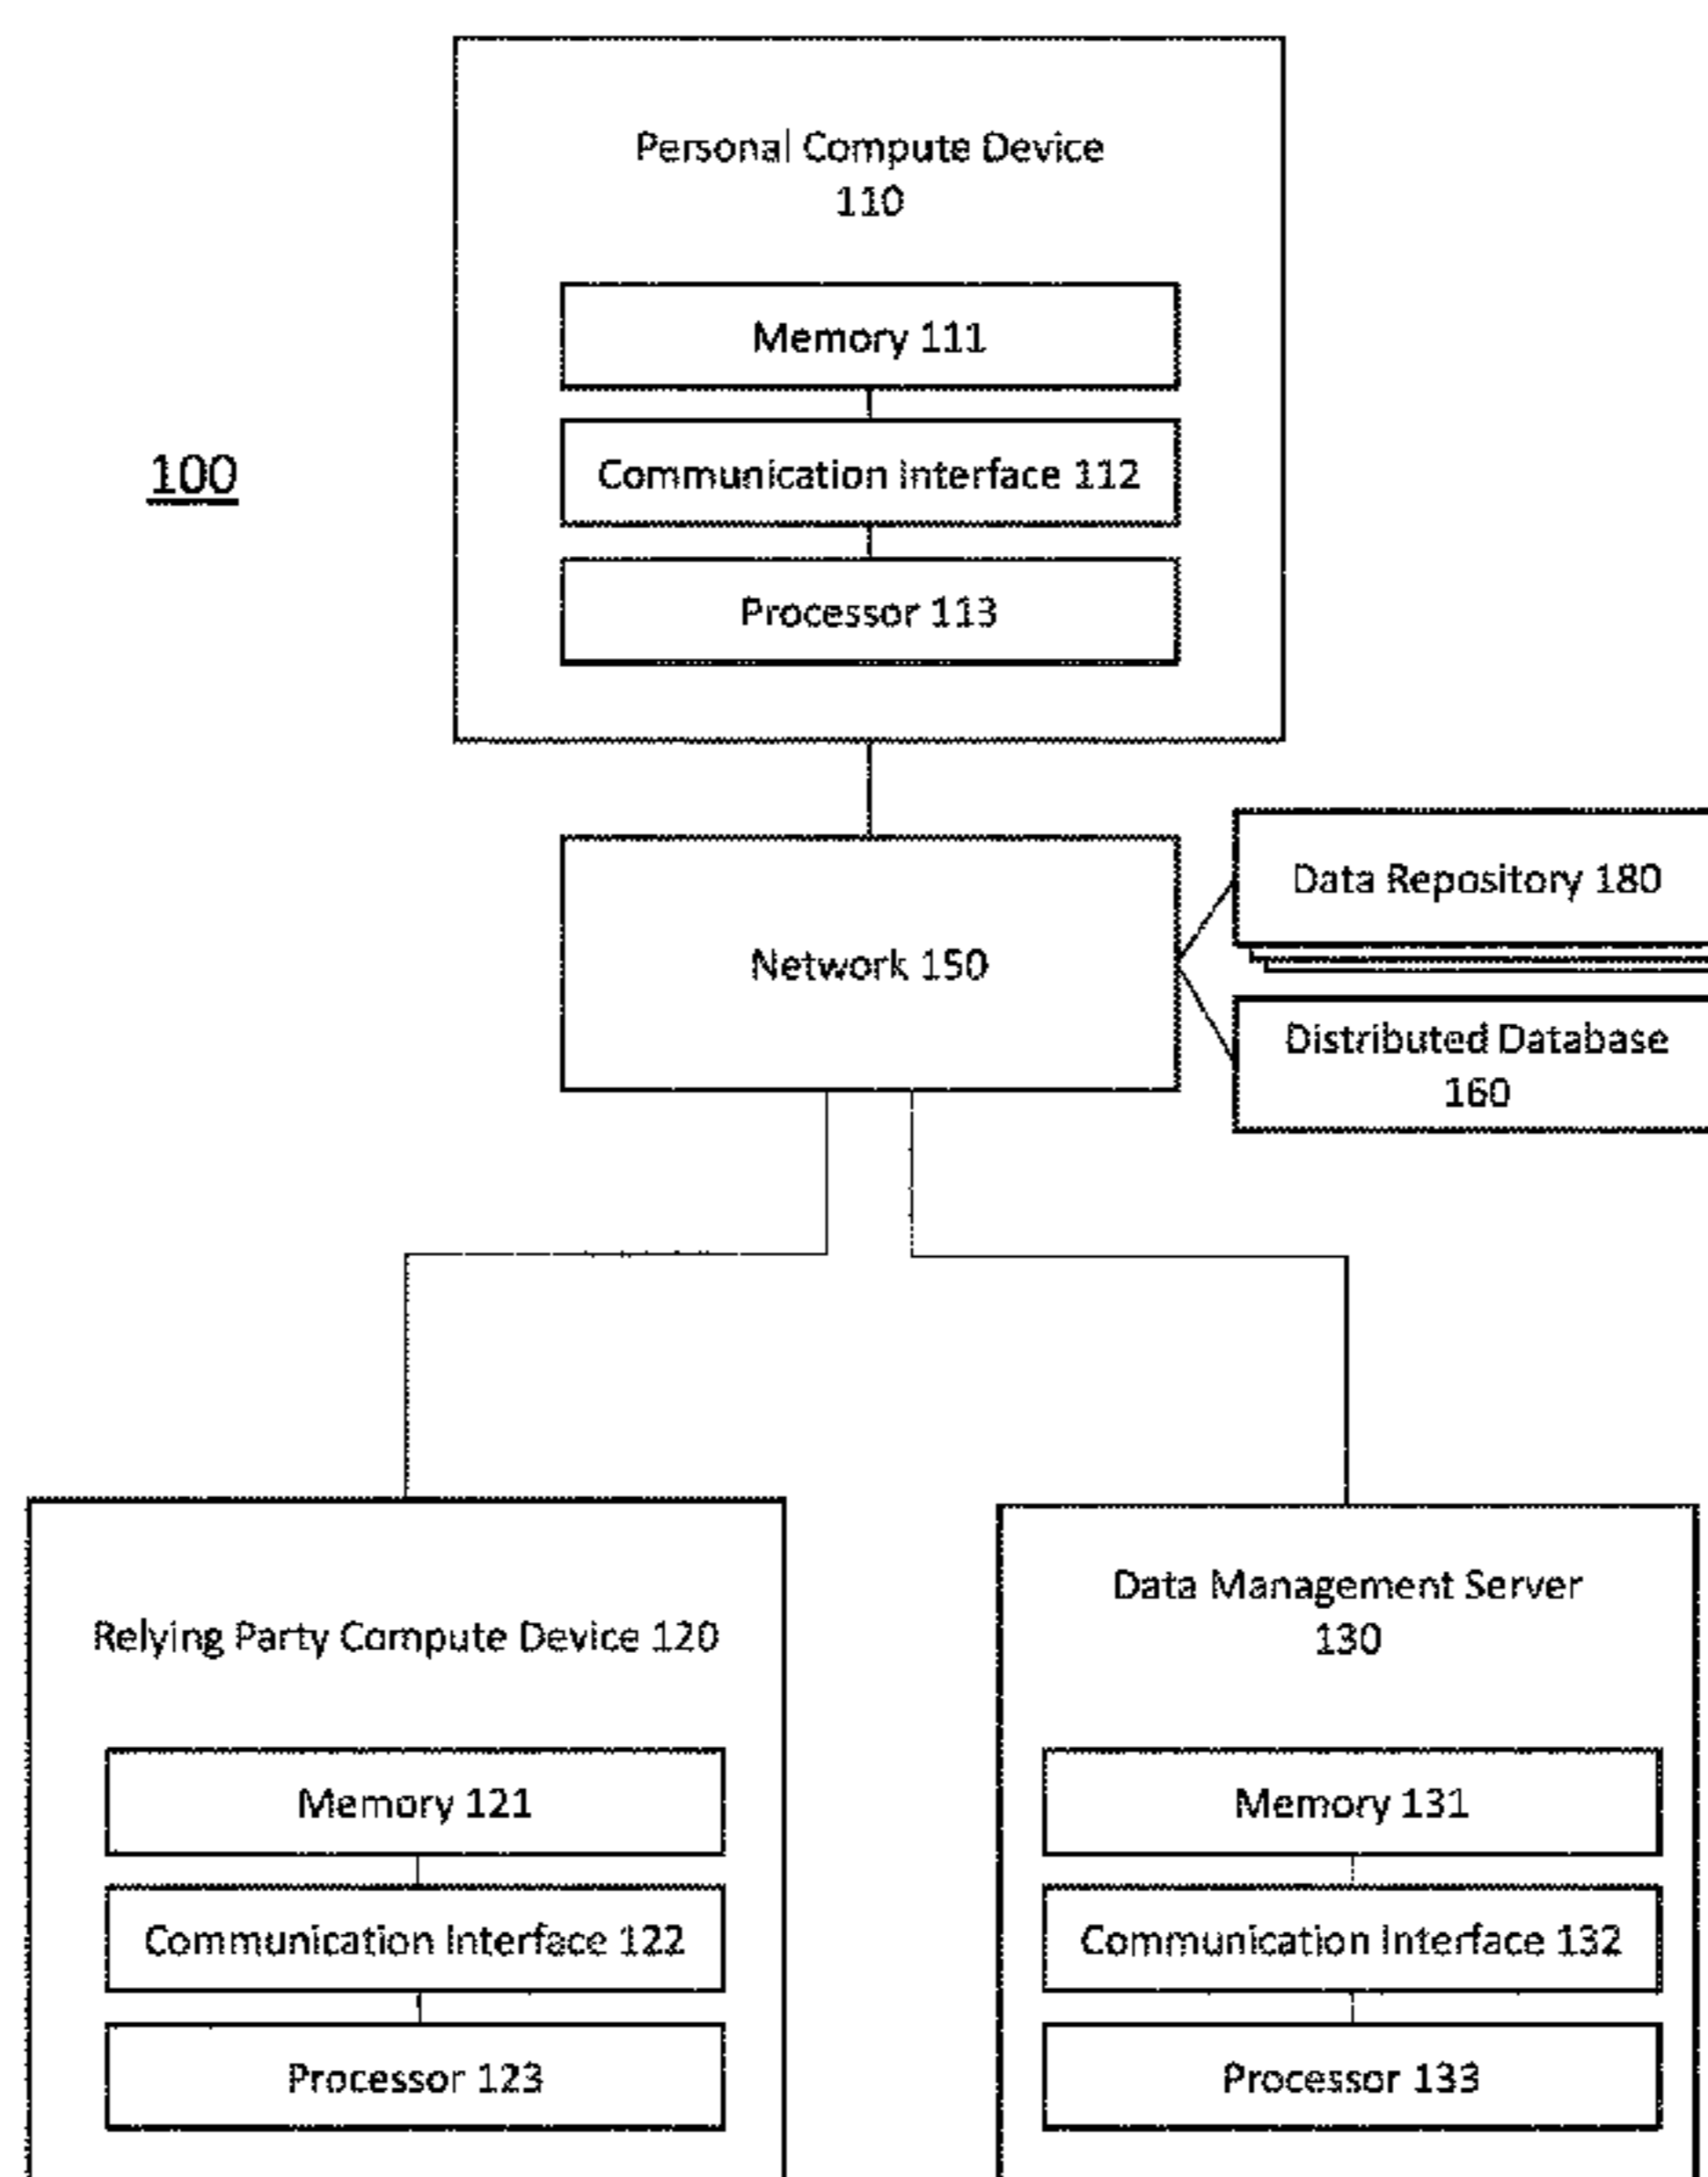 Personal Compute Device
110
Memory 111
100
Communication Interface 112
Processor 113
Data Repository 180
Network 150
Distributed Database
160
Relying Party Compute Device 120
Data Management Server
130
Memory 121
Memory 131
Communication Interface 122
Communication Interface 132
Processor 123
Processor 133